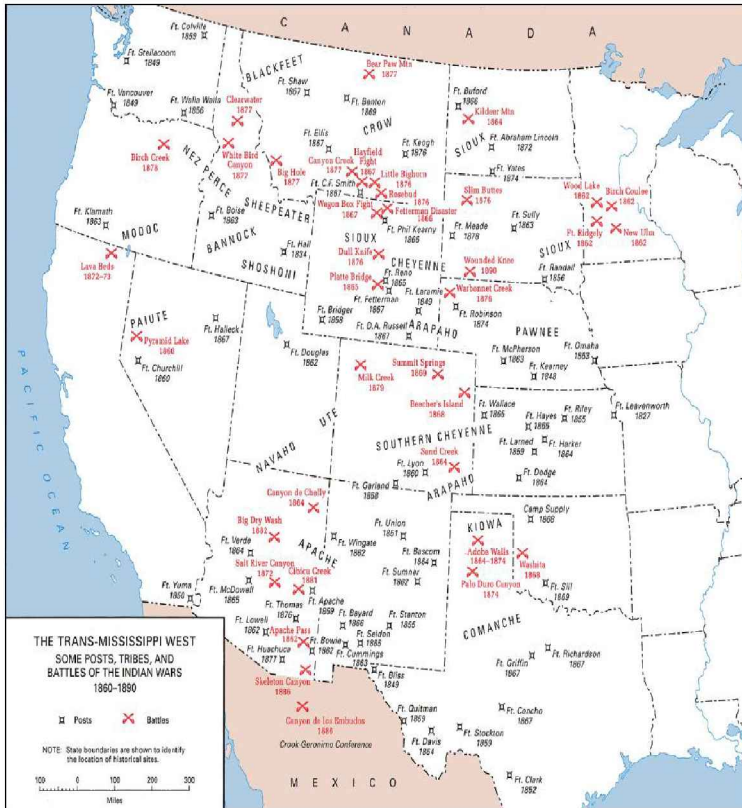 C A N A D A
Ft. Colville
1859
Ft. Steilacoom
1849
Ft. Vancouver
1849
Ft. Walla Walla
1856
BLACKFEET
Bear Paw Mtn
1877
Ft. Shaw
1867
Ft. Benton
1869
Clearwater
1877
CROW
Ft. Buford
1866
Kildeer Mtn
1864
SIOUX
Ft. Abraham Lincoln
1872
Ft. Yates
1874
Birch Creek
1878
NEZ PERCE
White Bird
Canyon
1877
Big Hole
1877
Ft. Ellis
1867
Ft. Keogh
1876
Canyon Creek
1877
Hayfield
Fight
1867
Little Bighorn
1876
Rosebud
1876
Ft. C.F. Smith
1867
Wagon Box Fight
1867
Fetterman Disaster
1866
Ft. Phil Kearny
1866
Slim Buttes
1876
Wood Lake
1862
Birch Coulee
1862
Ft. Ridgely
1862
New Ulm
1862
Ft. Klamath
1863
MODOC
Ft. Boise
1863
SHEEPEATER
BANNOCK
SHOSHONI
Ft. Hall
1834
SIOUX
CHEYENNE
Ft. Meade
1878
Ft. Sully
1863
SIOUX
Lava Beds
1872–73
Dull Knife
1876
Platte Bridge
1865
Ft. Reno
1865
Ft. Fetterman
1867
Ft. Laramie
1849
Wounded Knee
1890
Warbonnet Creek
1876
Ft. Randall
1856
Ft. Robinson
1874
PAIUTE
Pyramid Lake
1860
Ft. Halleck
1867
Ft. Churchill
1860
Ft. Bridger
1858
Ft. D.A. Russell
1867
ARAPAHO
PAWNEE
Ft. Douglas
1862
Milk Creek
1879
Summit Springs
1869
Beecher's Island
1868
Ft. McPherson
1863
Ft. Kearney
1848
Ft. Omaha
1863
Ft. Wallace
1865
Ft. Hayes
1865
Ft. Riley
1855
Ft. Leavenworth
1827
NAVAHO
UTE
SOUTHERN CHEYENNE
Sand Creek
1864
Ft. Lyon
1860
ARAPAHO
Ft. Garland
1858
Ft. Larned
1859
Ft. Harker
1864
Ft. Dodge
1864
PACIFIC OCEAN
Canyon de Chelly
1864
Big Dry Wash
1882
Ft. Verde
1864
APACHE
Ft. Wingate
1862
Ft. Union
1851
Ft. Bascom
1864
Ft. Sumner
1862
KIOWA
Camp Supply
1868
Adobe Walls
1864–1874
Washita
1868
Palo Duro Canyon
1874
Ft. Sill
1869
Ft. Yuma
1850
Salt River Canyon
1872
Cibicu Creek
1881
Ft. McDowell
1865
Ft. Thomas
1876
Ft. Apache
1869
Ft. Lowell
1862
Apache Pass
1862
Ft. Bowie
1862
Ft. Bayard
1866
Ft. Seldon
1865
Ft. Stanton
1855
Ft. Cummings
1863
Ft. Huachuca
1877
Ft. Bliss
1849
COMANCHE
Ft. Griffin
1867
Ft. Richardson
1867
Skeleton Canyon
1886
Canyon de los Embudos
1886
Crook Geronimo Conference
Ft. Quitman
1859
Ft. Davis
1854
Ft. Stockton
1859
Ft. Concho
1867
Ft. Clark
1852
M E X I C O
THE TRANS-MISSISSIPPI WEST
SOME POSTS, TRIBES, AND
BATTLES OF THE INDIAN WARS
1860–1890
Posts
Battles
NOTE: State boundaries are shown to identify
the location of historical sites.
100 0 100 200 300
Miles